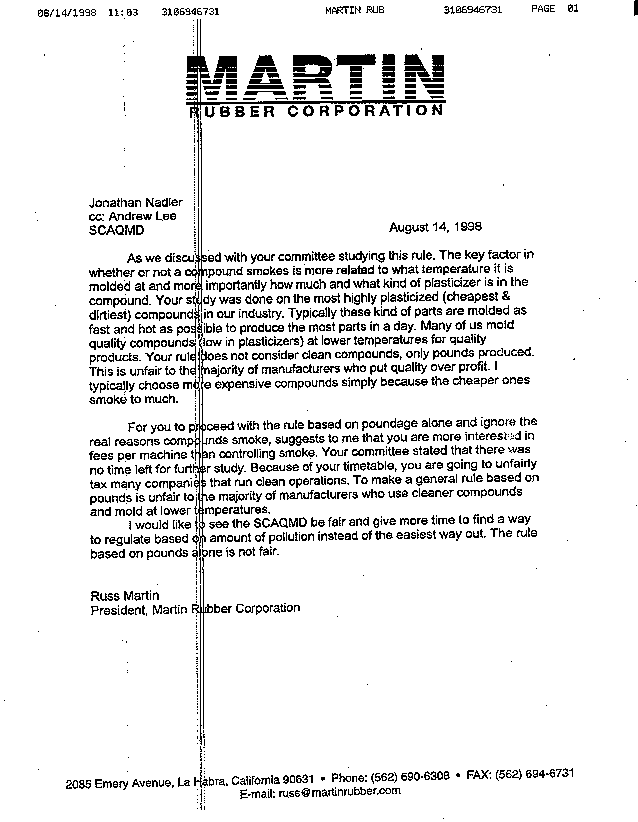 08/14/1998 11:03 3106946731 MARTIN RUB 3106946731 PAGE 01
MARTIN
RUBBER CORPORATION
Jonathan Nadler
cc: Andrew Lee
SCAQMD
August 14, 1998
As we discussed with your committee studying this rule. The key factor in
whether or not a compound smokes is more related to what temperature it is
molded at and more importantly how much and what kind of plasticizer is in the
compound. Your study was done on the most highly plasticized (cheapest &
dirtiest) compounds in our industry. Typically these kind of parts are molded as
fast and hot as possible to produce the most parts in a day. Many of us mold
quality compounds (low in plasticizers) at lower temperatures for quality
products. Your rule does not consider clean compounds, only pounds produced.
This is unfair to the majority of manufacturers who put quality over profit. I
typically choose more expensive compounds simply because the cheaper ones
smoke to much.
For you to proceed with the rule based on poundage alone and ignore the
real reasons compounds smoke, suggests to me that you are more interested in
fees per machine than controlling smoke. Your committee stated that there was
no time left for further study. Because of your timetable, you are going to unfairly
tax many companies that run clean operations. To make a general rule based on
pounds is unfair to the majority of manufacturers who use cleaner compounds
and mold at lower temperatures.
I would like to see the SCAQMD be fair and give more time to find a way
to regulate based on amount of pollution instead of the easiest way out. The rule
based on pounds alone is not fair.
Russ Martin
President, Martin Rubber Corporation
2085 Emery Avenue, La Habra, California 90631 • Phone: (562) 690-6308 • FAX: (562) 694-6731
E-mail: russ@martinrubber.com